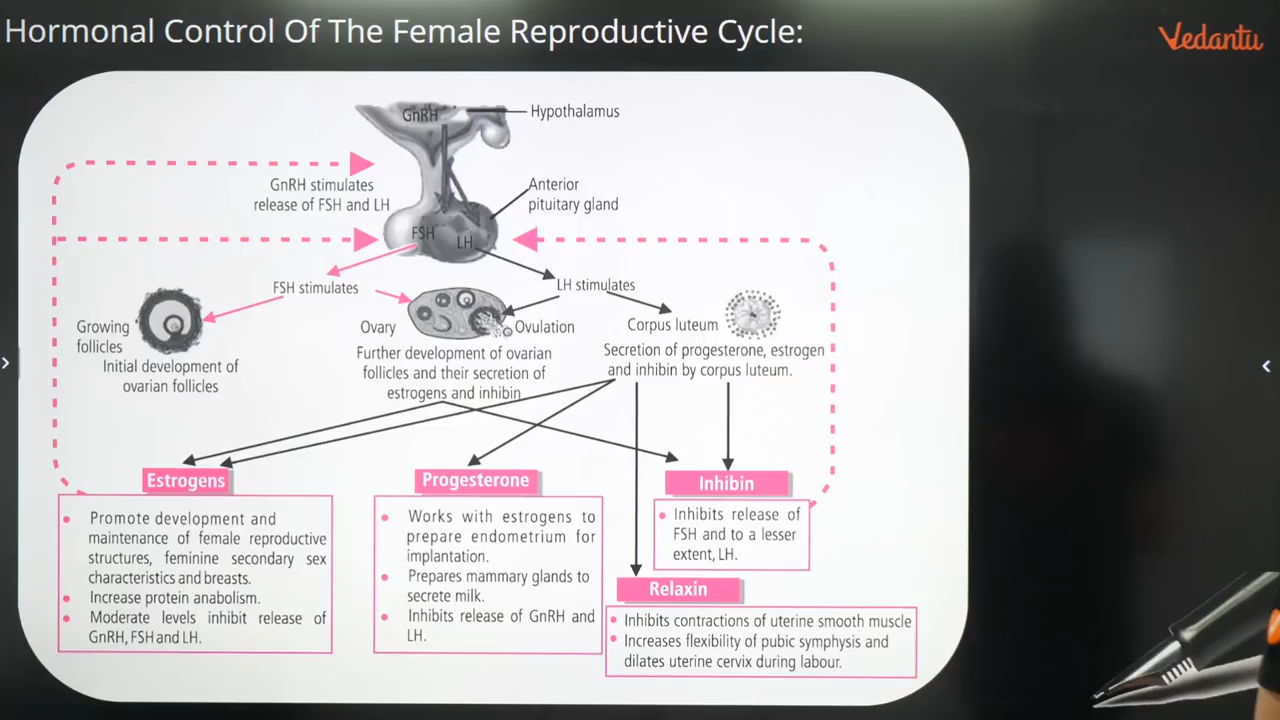 Hormonal Control Of The Female Reproductive Cycle:
Vedantu
GnRH
Hypothalamus
GnRH stimulates
release of FSH and LH
Anterior
pituitary gland
FSH
LH
FSH stimulates
LH stimulates
Growing
follicles
Initial development of
ovarian follicles
Ovary
Ovulation
Further development of ovarian
follicles and their secretion of
estrogens and inhibin
Corpus luteum
Secretion of progesterone, estrogen
and inhibin by corpus luteum.
Estrogens
• Promote development and
maintenance of female reproductive
structures, feminine secondary sex
characteristics and breasts.
• Increase protein anabolism.
• Moderate levels inhibit release of
GnRH, FSH and LH.
Progesterone
• Works with estrogens to
prepare endometrium for
implantation.
• Prepares mammary glands to
secrete milk.
• Inhibits release of GnRH and
LH.
Inhibin
• Inhibits release of
FSH and to a lesser
extent, LH.
Relaxin
• Inhibits contractions of uterine smooth muscle
• Increases flexibility of pubic symphysis and
dilates uterine cervix during labour.